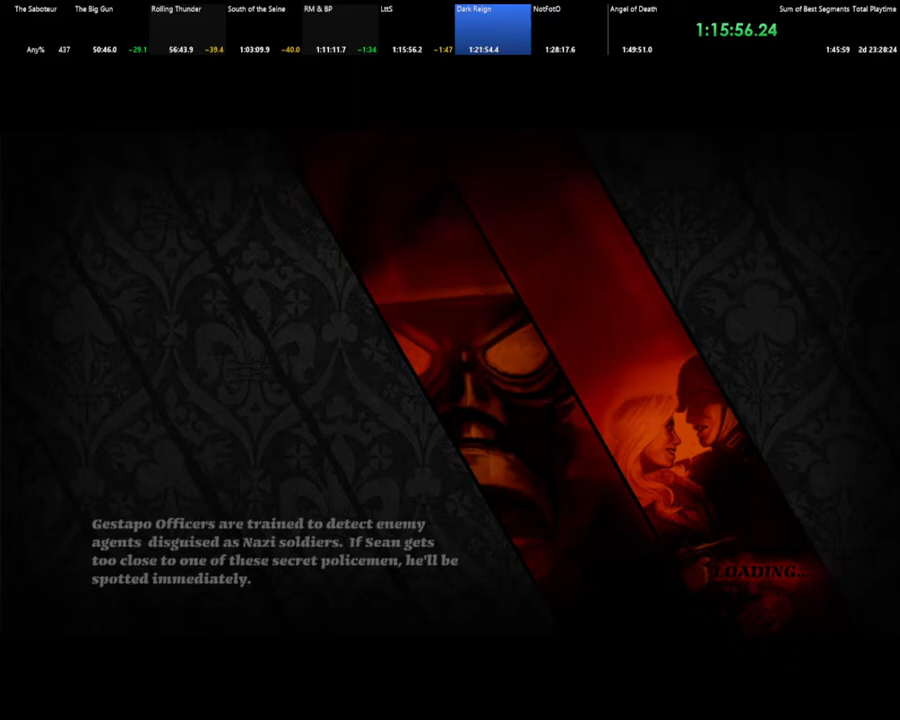 The Saboteur The Big Gun Rolling Thunder South of the Seine RM & BP LttS Dark Reign NotFotO Angel of Death Sum of Best Segments Total Playtime
1:15:56.24
Any% 437 50:46.0 −29.1 56:43.9 −39.4 1:03:09.9 −40.0 1:11:11.7 −1:34 1:15:56.2 −1:47 1:21:54.4 1:28:17.6 1:49:51.0 1:45:59 2d 23:28:24
Gestapo Officers are trained to detect enemy
agents disguised as Nazi soldiers. If Sean gets
too close to one of these secret policemen, he'll be
spotted immediately.
LOADING...